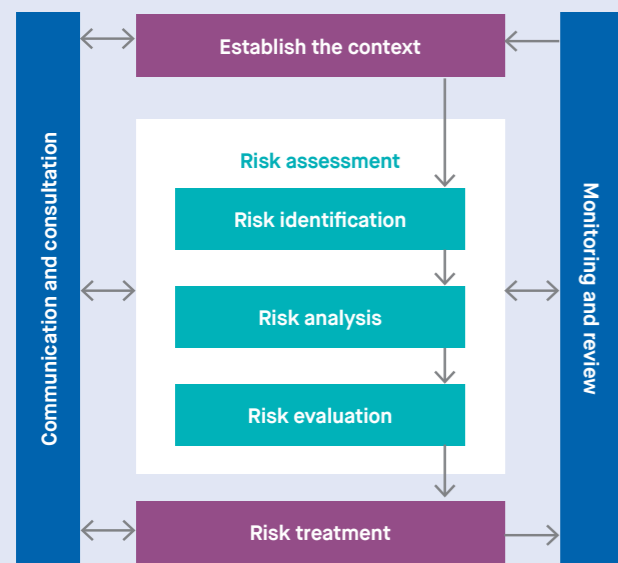 Establish the context
Communication and consultation
Risk assessment
Risk identification
Risk analysis
Risk evaluation
Monitoring and review
Risk treatment